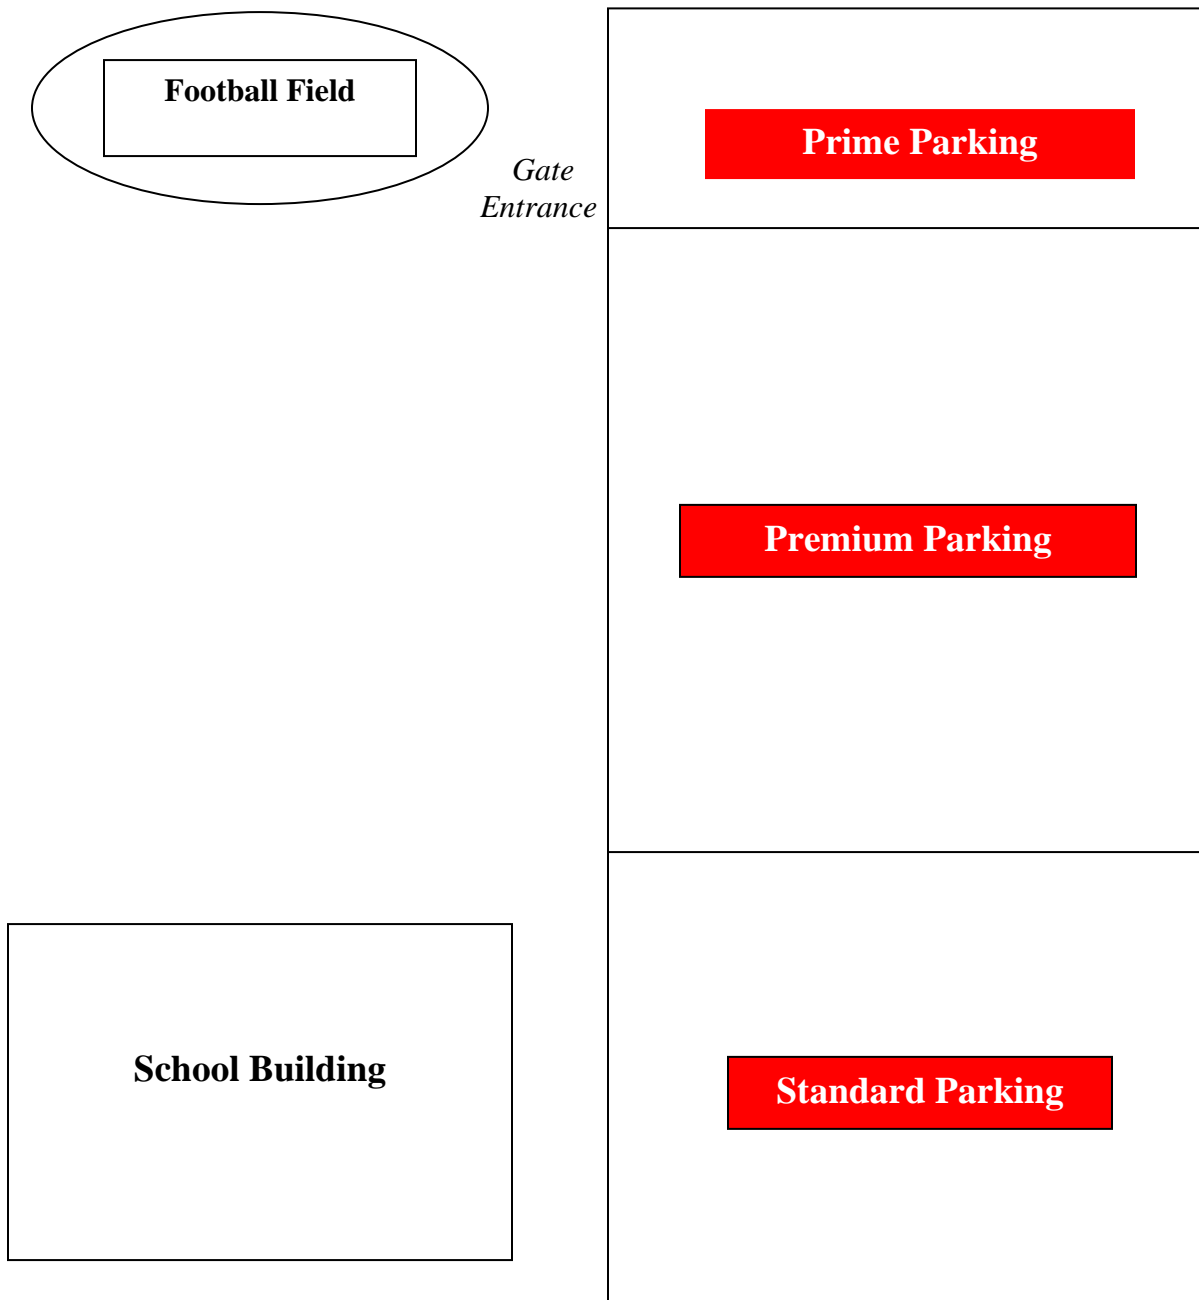 Football Field
Prime Parking
Gate
Entrance
Premium Parking
School Building
Standard Parking